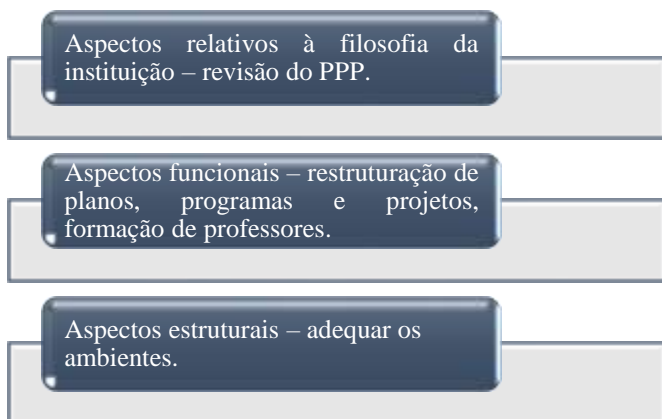 Aspectos relativos à filosofia da
instituição – revisão do PPP.
Aspectos funcionais – restruturação de
planos, programas e projetos,
formação de professores.
Aspectos estruturais – adequar os
ambientes.